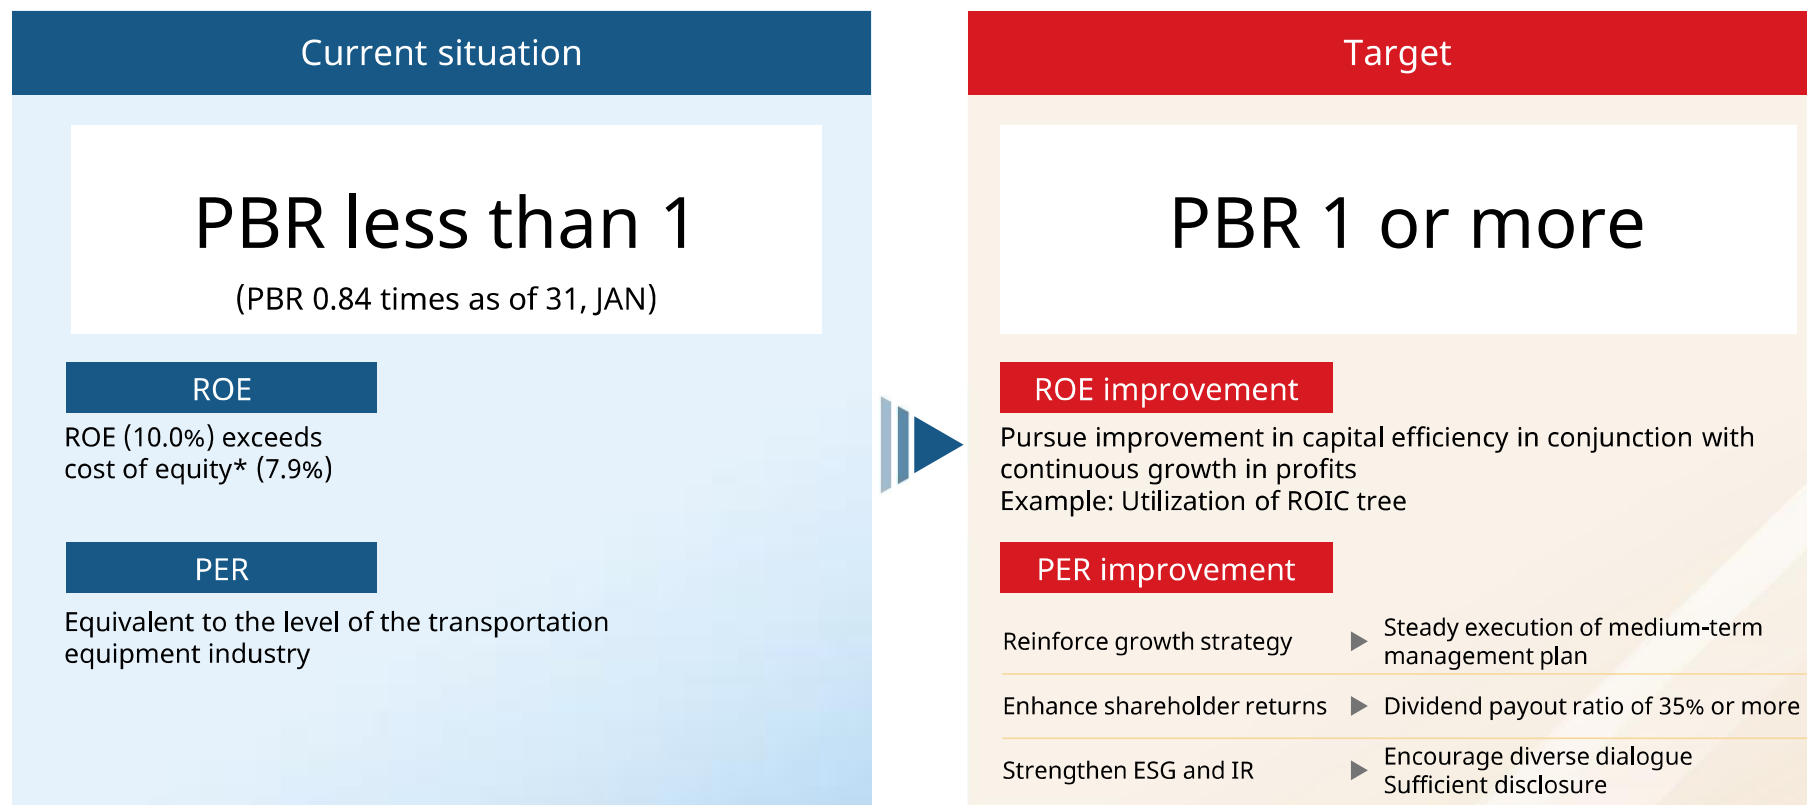 Current situation
PBR less than 1
(PBR 0.84 times as of 31, JAN)
ROE
ROE (10.0%) exceeds
cost of equity* (7.9%)
PER
Equivalent to the level of the transportation
equipment industry
Target
PBR 1 or more
ROE improvement
Pursue improvement in capital efficiency in conjunction with
continuous growth in profits
Example: Utilization of ROIC tree
PER improvement
Reinforce growth strategy
Steady execution of medium-term
management plan
Enhance shareholder returns
Dividend payout ratio of 35% or more
Strengthen ESG and IR
Encourage diverse dialogue
Sufficient disclosure